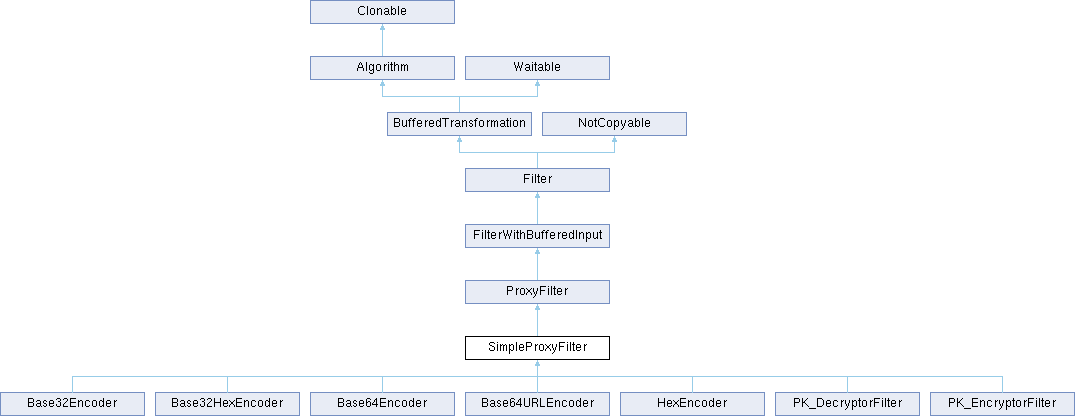 Clonable
Algorithm
Waitable
BufferedTransformation
NotCopyable
Filter
FilterWithBufferedInput
ProxyFilter
SimpleProxyFilter
Base32Encoder
Base32HexEncoder
Base64Encoder
Base64URLEncoder
HexEncoder
PK_DecryptorFilter
PK_EncryptorFilter